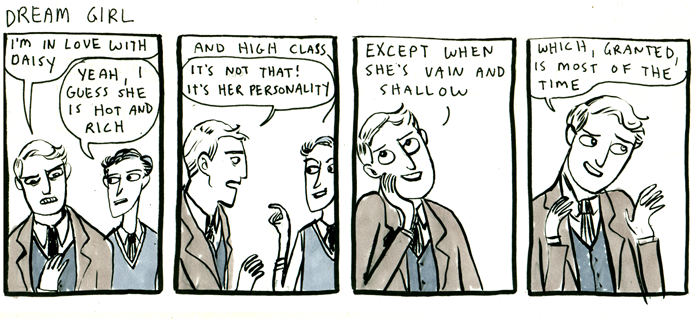 DREAM GIRL
I'M IN LOVE WITH
DAISY
YEAH, I
GUESS SHE
IS HOT AND
RICH
AND HIGH CLASS
IT'S NOT THAT!
IT'S HER PERSONALITY
EXCEPT WHEN
SHE'S VAIN AND
SHALLOW
WHICH, GRANTED,
IS MOST OF THE
TIME